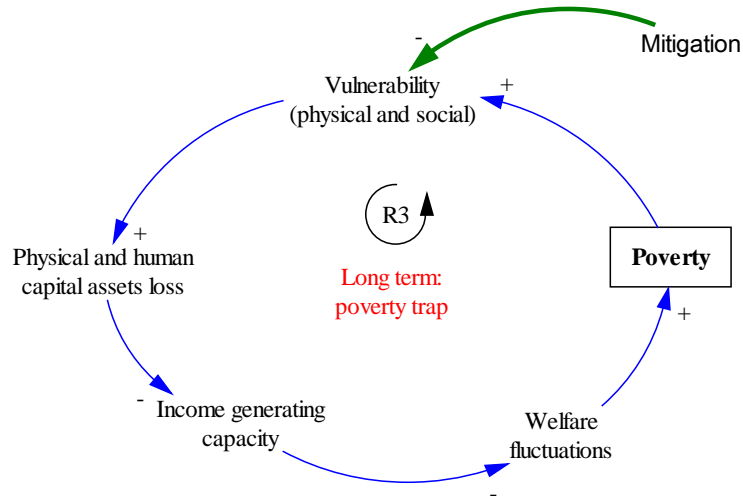 -
Mitigation
Vulnerability
(physical and social)
+
R3
+
Physical and human
capital assets loss
Long term:
poverty trap
Poverty
+
-
Income generating
capacity
Welfare
fluctuations
-